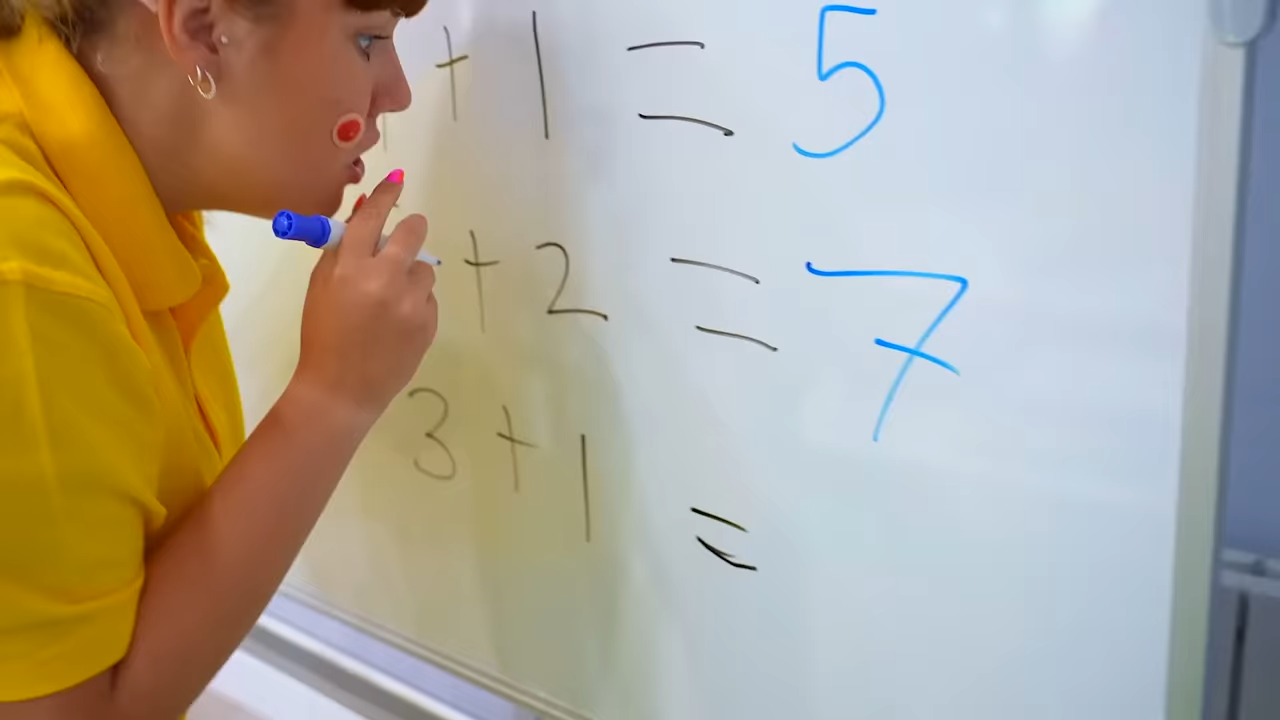 + 1 = 5
+ 2 = 7
3 + 1 =